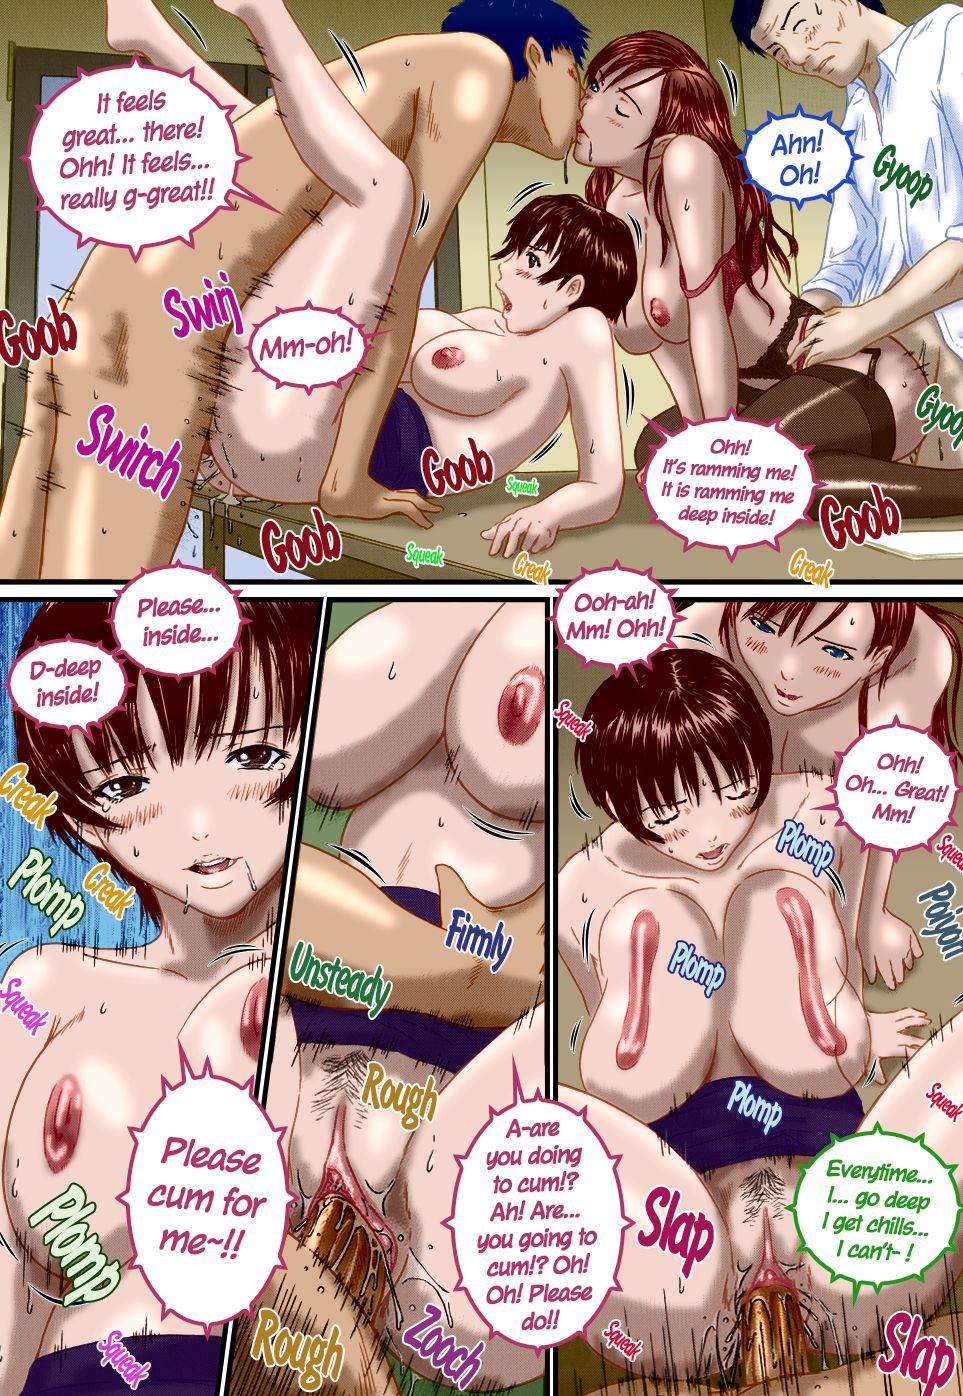 It feels
great... there!
Ohh! It feels...
really g-great!!
Ahn!
Oh!
Gyoop
Swirj
Goob
Mm-oh!
Swirch
Goob
Squeak
Gyoop
Ohh!
It's ramming me!
It is ramming me
deep inside!
Goob
Goob
Squeak
Creak
Creak
Please...
inside...
D-deep
inside!
Creak
Plomp
Creak
Squeak
Please
cum for
me~!!
Plomp
Squeak
Firmly
Unsteady
Rough
A-are
you doing
to cum!?
Ah! Are...
you going to
cum!? Oh!
Oh! Please
do!!
Rough
Zooch
Ooh-ah!
Mm! Ohh!
Squeak
Ohh!
Oh... Great!
Mm!
Plomp
Squeak
Poiyon
Plomp
Plomp
Squeak
Everytime...
I... go deep
I get chills...
I can't- !
Slap
Squeak
Slap